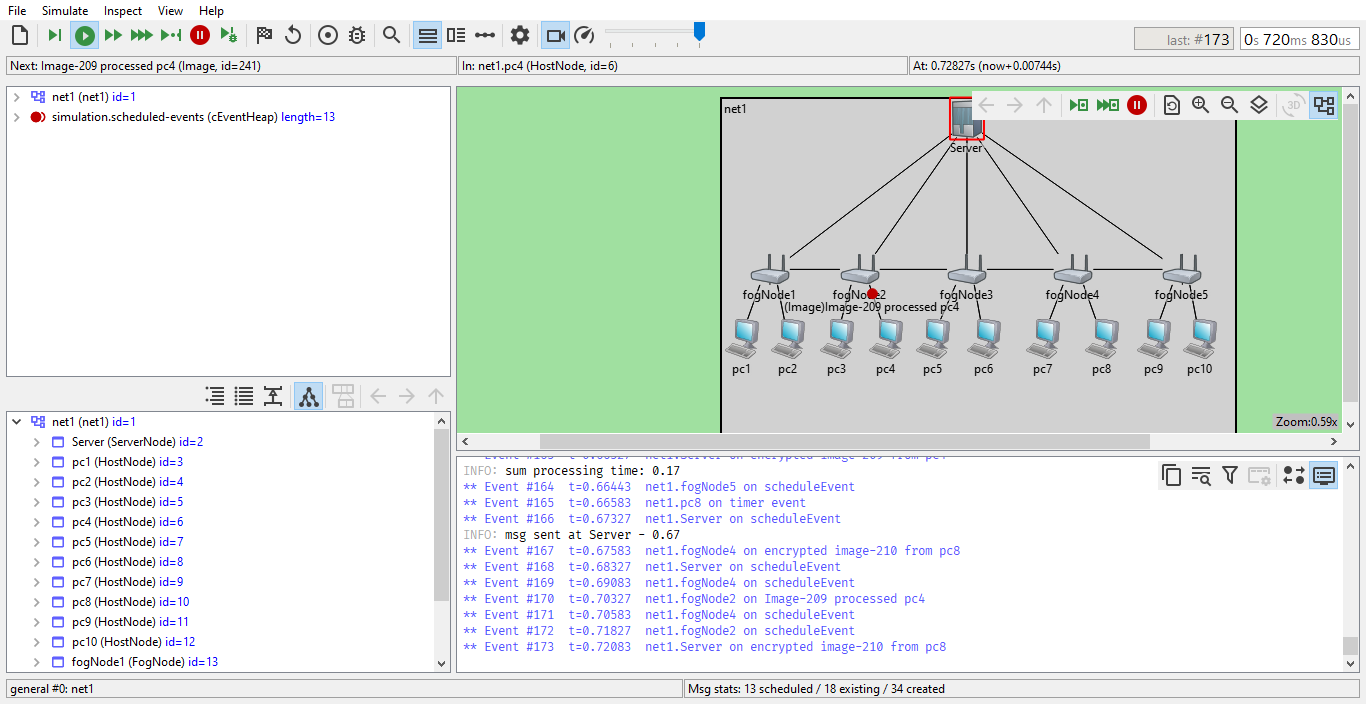 File Simulate Inspect View Help
last: #173 0s 720ms 830us
Next: Image-209 processed pc4 (Image, id=241) In: net1.pc4 (HostNode, id=6) At: 0.72827s (now+0.00744s)
net1 (net1) id=1
simulation.scheduled-events (cEventHeap) length=13
net1
3D
Server
fogNode1 fogNode2 fogNode3 fogNode4 fogNode5
(Image)Image-209 processed pc4
pc1 pc2 pc3 pc4 pc5 pc6 pc7 pc8 pc9 pc10
Zoom:0.59x
net1 (net1) id=1
Server (ServerNode) id=2
pc1 (HostNode) id=3
pc2 (HostNode) id=4
pc3 (HostNode) id=5
pc4 (HostNode) id=6
pc5 (HostNode) id=7
pc6 (HostNode) id=8
pc7 (HostNode) id=9
pc8 (HostNode) id=10
pc9 (HostNode) id=11
pc10 (HostNode) id=12
fogNode1 (FogNode) id=13
INFO: sum processing time: 0.17
** Event #164 t=0.66443 net1.fogNode5 on scheduleEvent
** Event #165 t=0.66583 net1.pc8 on timer event
** Event #166 t=0.67327 net1.Server on scheduleEvent
INFO: msg sent at Server - 0.67
** Event #167 t=0.67583 net1.fogNode4 on encrypted image-210 from pc8
** Event #168 t=0.68327 net1.Server on scheduleEvent
** Event #169 t=0.69083 net1.fogNode4 on scheduleEvent
** Event #170 t=0.70327 net1.fogNode2 on Image-209 processed pc4
** Event #171 t=0.70583 net1.fogNode4 on scheduleEvent
** Event #172 t=0.71827 net1.fogNode2 on scheduleEvent
** Event #173 t=0.72083 net1.Server on encrypted image-210 from pc8
general #0: net1 Msg stats: 13 scheduled / 18 existing / 34 created